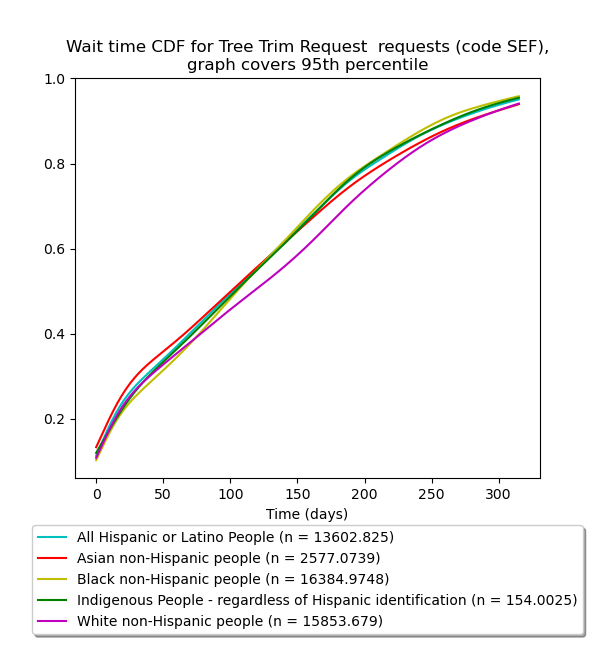 Wait time CDF for Tree Trim Request  requests (code SEF),
graph covers 95th percentile
1.0
0.8
0.6
0.4
0.2
0 50 100 150 200 250 300
Time (days)
All Hispanic or Latino People (n = 13602.825)
Asian non-Hispanic people (n = 2577.0739)
Black non-Hispanic people (n = 16384.9748)
Indigenous People - regardless of Hispanic identification (n = 154.0025)
White non-Hispanic people (n = 15853.679)